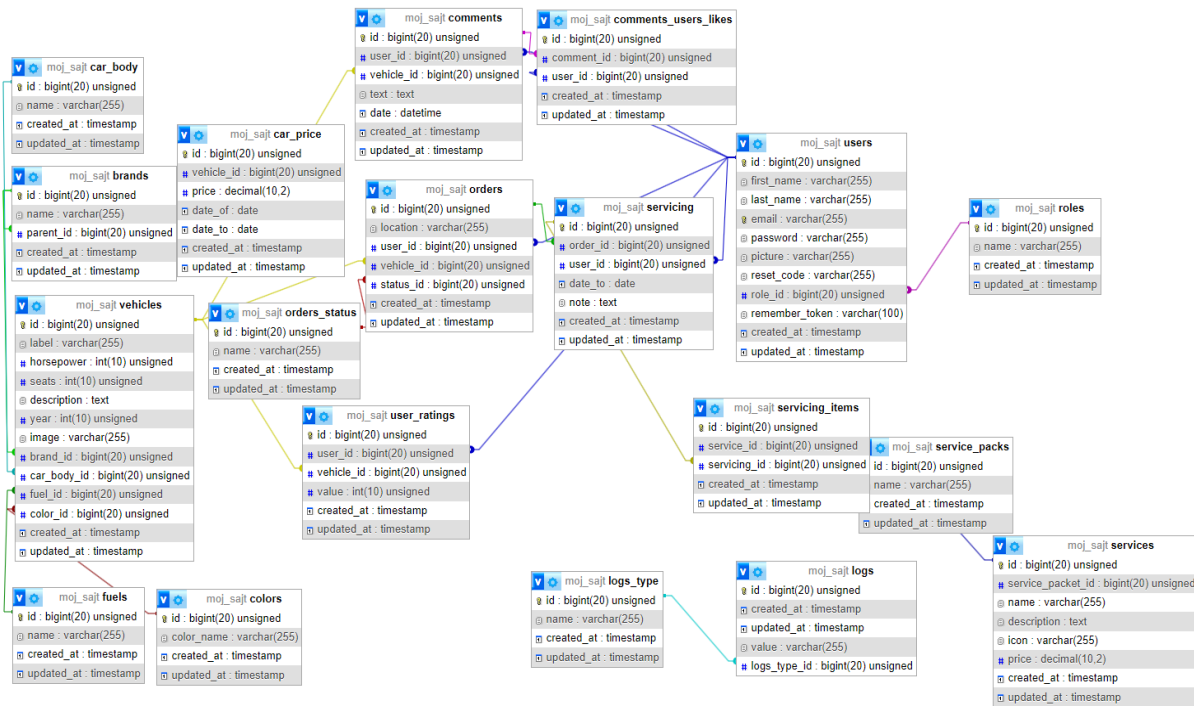 moj_sajt comments
id : bigint(20) unsigned
user_id : bigint(20) unsigned
vehicle_id : bigint(20) unsigned
text : text
date : datetime
created_at : timestamp
updated_at : timestamp
moj_sajt comments_users_likes
id : bigint(20) unsigned
comment_id : bigint(20) unsigned
user_id : bigint(20) unsigned
created_at : timestamp
updated_at : timestamp
moj_sajt car_body
id : bigint(20) unsigned
name : varchar(255)
created_at : timestamp
updated_at : timestamp
moj_sajt car_price
id : bigint(20) unsigned
vehicle_id : bigint(20) unsigned
price : decimal(10,2)
date_of : date
date_to : date
created_at : timestamp
updated_at : timestamp
moj_sajt users
id : bigint(20) unsigned
first_name : varchar(255)
last_name : varchar(255)
email : varchar(255)
password : varchar(255)
picture : varchar(255)
reset_code : varchar(255)
role_id : bigint(20) unsigned
remember_token : varchar(100)
created_at : timestamp
updated_at : timestamp
moj_sajt brands
id : bigint(20) unsigned
name : varchar(255)
parent_id : bigint(20) unsigned
created_at : timestamp
updated_at : timestamp
moj_sajt orders
id : bigint(20) unsigned
location : varchar(255)
user_id : bigint(20) unsigned
vehicle_id : bigint(20) unsigned
status_id : bigint(20) unsigned
created_at : timestamp
updated_at : timestamp
moj_sajt servicing
id : bigint(20) unsigned
order_id : bigint(20) unsigned
user_id : bigint(20) unsigned
date_to : date
note : text
created_at : timestamp
updated_at : timestamp
moj_sajt roles
id : bigint(20) unsigned
name : varchar(255)
created_at : timestamp
updated_at : timestamp
moj_sajt vehicles
id : bigint(20) unsigned
label : varchar(255)
horsepower : int(10) unsigned
seats : int(10) unsigned
description : text
year : int(10) unsigned
image : varchar(255)
brand_id : bigint(20) unsigned
car_body_id : bigint(20) unsigned
fuel_id : bigint(20) unsigned
color_id : bigint(20) unsigned
created_at : timestamp
updated_at : timestamp
moj_sajt orders_status
id : bigint(20) unsigned
name : varchar(255)
created_at : timestamp
updated_at : timestamp
moj_sajt user_ratings
id : bigint(20) unsigned
user_id : bigint(20) unsigned
vehicle_id : bigint(20) unsigned
value : int(10) unsigned
created_at : timestamp
updated_at : timestamp
moj_sajt servicing_items
id : bigint(20) unsigned
service_id : bigint(20) unsigned
servicing_id : bigint(20) unsigned
created_at : timestamp
updated_at : timestamp
moj_sajt service_packs
id : bigint(20) unsigned
name : varchar(255)
created_at : timestamp
updated_at : timestamp
moj_sajt services
id : bigint(20) unsigned
service_packet_id : bigint(20) unsigned
name : varchar(255)
description : text
icon : varchar(255)
price : decimal(10,2)
created_at : timestamp
updated_at : timestamp
moj_sajt fuels
id : bigint(20) unsigned
name : varchar(255)
created_at : timestamp
updated_at : timestamp
moj_sajt colors
id : bigint(20) unsigned
color_name : varchar(255)
created_at : timestamp
updated_at : timestamp
moj_sajt logs_type
id : bigint(20) unsigned
name : varchar(255)
created_at : timestamp
updated_at : timestamp
moj_sajt logs
id : bigint(20) unsigned
created_at : timestamp
updated_at : timestamp
value : varchar(255)
logs_type_id : bigint(20) unsigned